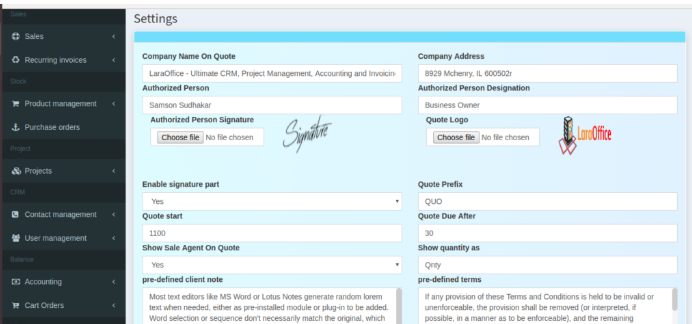 Sales
Settings
Sales
Recurring invoices
Stock
Product management
Purchase orders
Project
Projects
CRM
Contact management
User management
Balance
Accounting
Cart Orders
Company Name On Quote
Company Address
LaraOffice - Ultimate CRM, Project Management, Accounting and Invoicin
8929 Mchenry, IL 600502r
Authorized Person
Authorized Person Designation
Samson Sudhakar
Business Owner
Authorized Person Signature
Quote Logo
Choose file No file chosen
Signature
Choose file No file chosen
LaraOffice
Enable signature part
Quote Prefix
Yes
QUO
Quote start
Quote Due After
1100
30
Show Sale Agent On Quote
Show quantity as
Yes
Qnty
pre-defined client note
pre-defined terms
Most text editors like MS Word or Lotus Notes generate random lorem
text when needed, either as pre-installed module or plug-in to be added.
Word selection or sequence don't necessarily match the original, which
If any provision of these Terms and Conditions is held to be invalid or
unenforceable, the provision shall be removed (or interpreted, if
possible, in a manner as to be enforceable), and the remaining